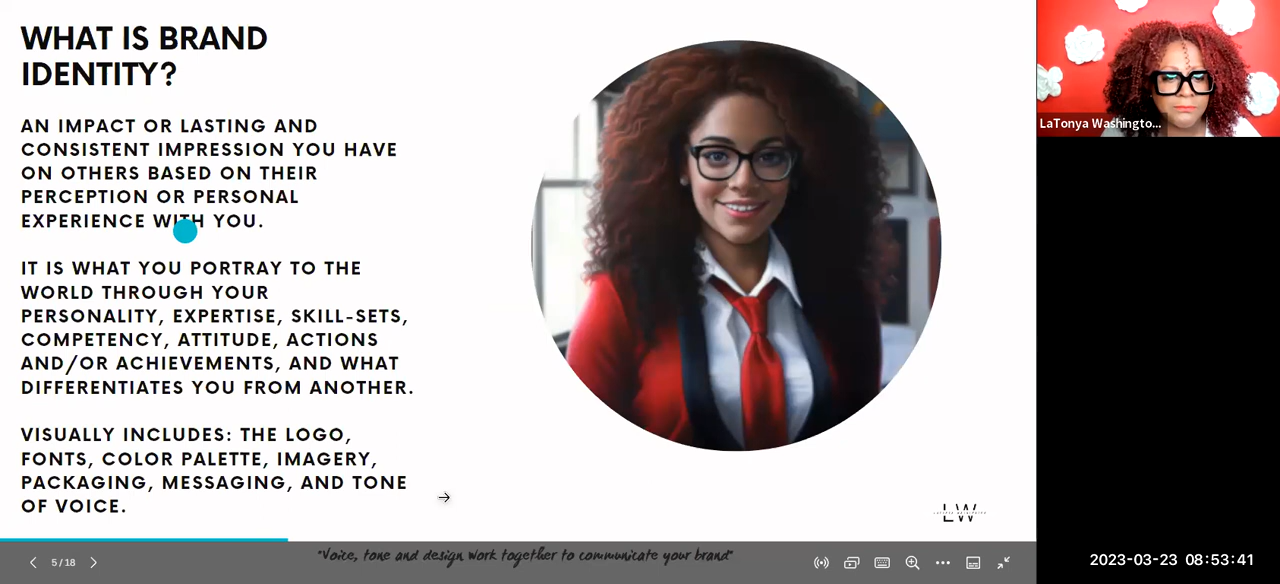 WHAT IS BRAND
IDENTITY?
AN IMPACT OR LASTING AND
CONSISTENT IMPRESSION YOU HAVE
ON OTHERS BASED ON THEIR
PERCEPTION OR PERSONAL
EXPERIENCE WITH YOU.
IT IS WHAT YOU PORTRAY TO THE
WORLD THROUGH YOUR
PERSONALITY, EXPERTISE, SKILL-SETS,
COMPETENCY, ATTITUDE, ACTIONS
AND/OR ACHIEVEMENTS, AND WHAT
DIFFERENTIATES YOU FROM ANOTHER.
VISUALLY INCLUDES: THE LOGO,
FONTS, COLOR PALETTE, IMAGERY,
PACKAGING, MESSAGING, AND TONE
OF VOICE.
LW
"Voice, tone and design work together to communicate your brand"
5 / 18
LaTonya Washingto...
2023-03-23 08:53:41